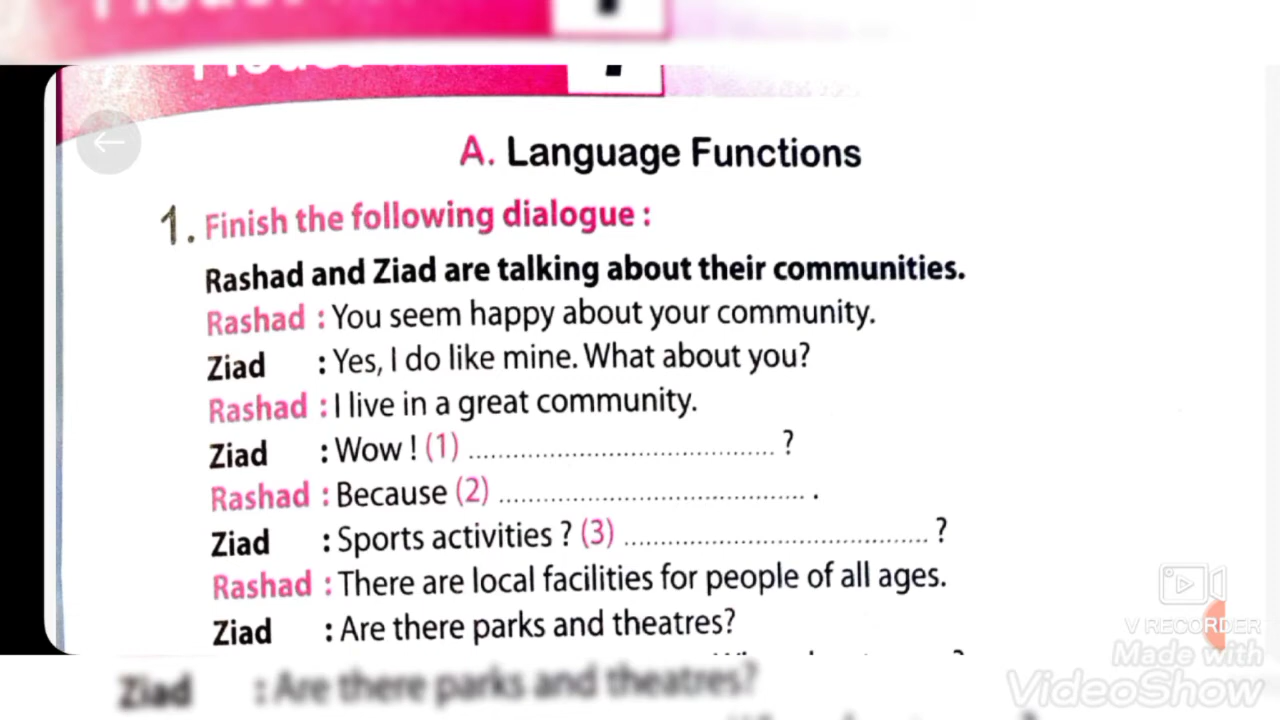 A. Language Functions
1. Finish the following dialogue :
Rashad and Ziad are talking about their communities.
Rashad : You seem happy about your community.
Ziad : Yes, I do like mine. What about you?
Rashad : I live in a great community.
Ziad : Wow ! (1) ........................................ ?
Rashad : Because (2) ........................................ .
Ziad : Sports activities ? (3) ........................................ ?
Rashad : There are local facilities for people of all ages.
Ziad : Are there parks and theatres?
V RECORDER
Made with
VideoShow
Ziad : Are there parks and theatres?